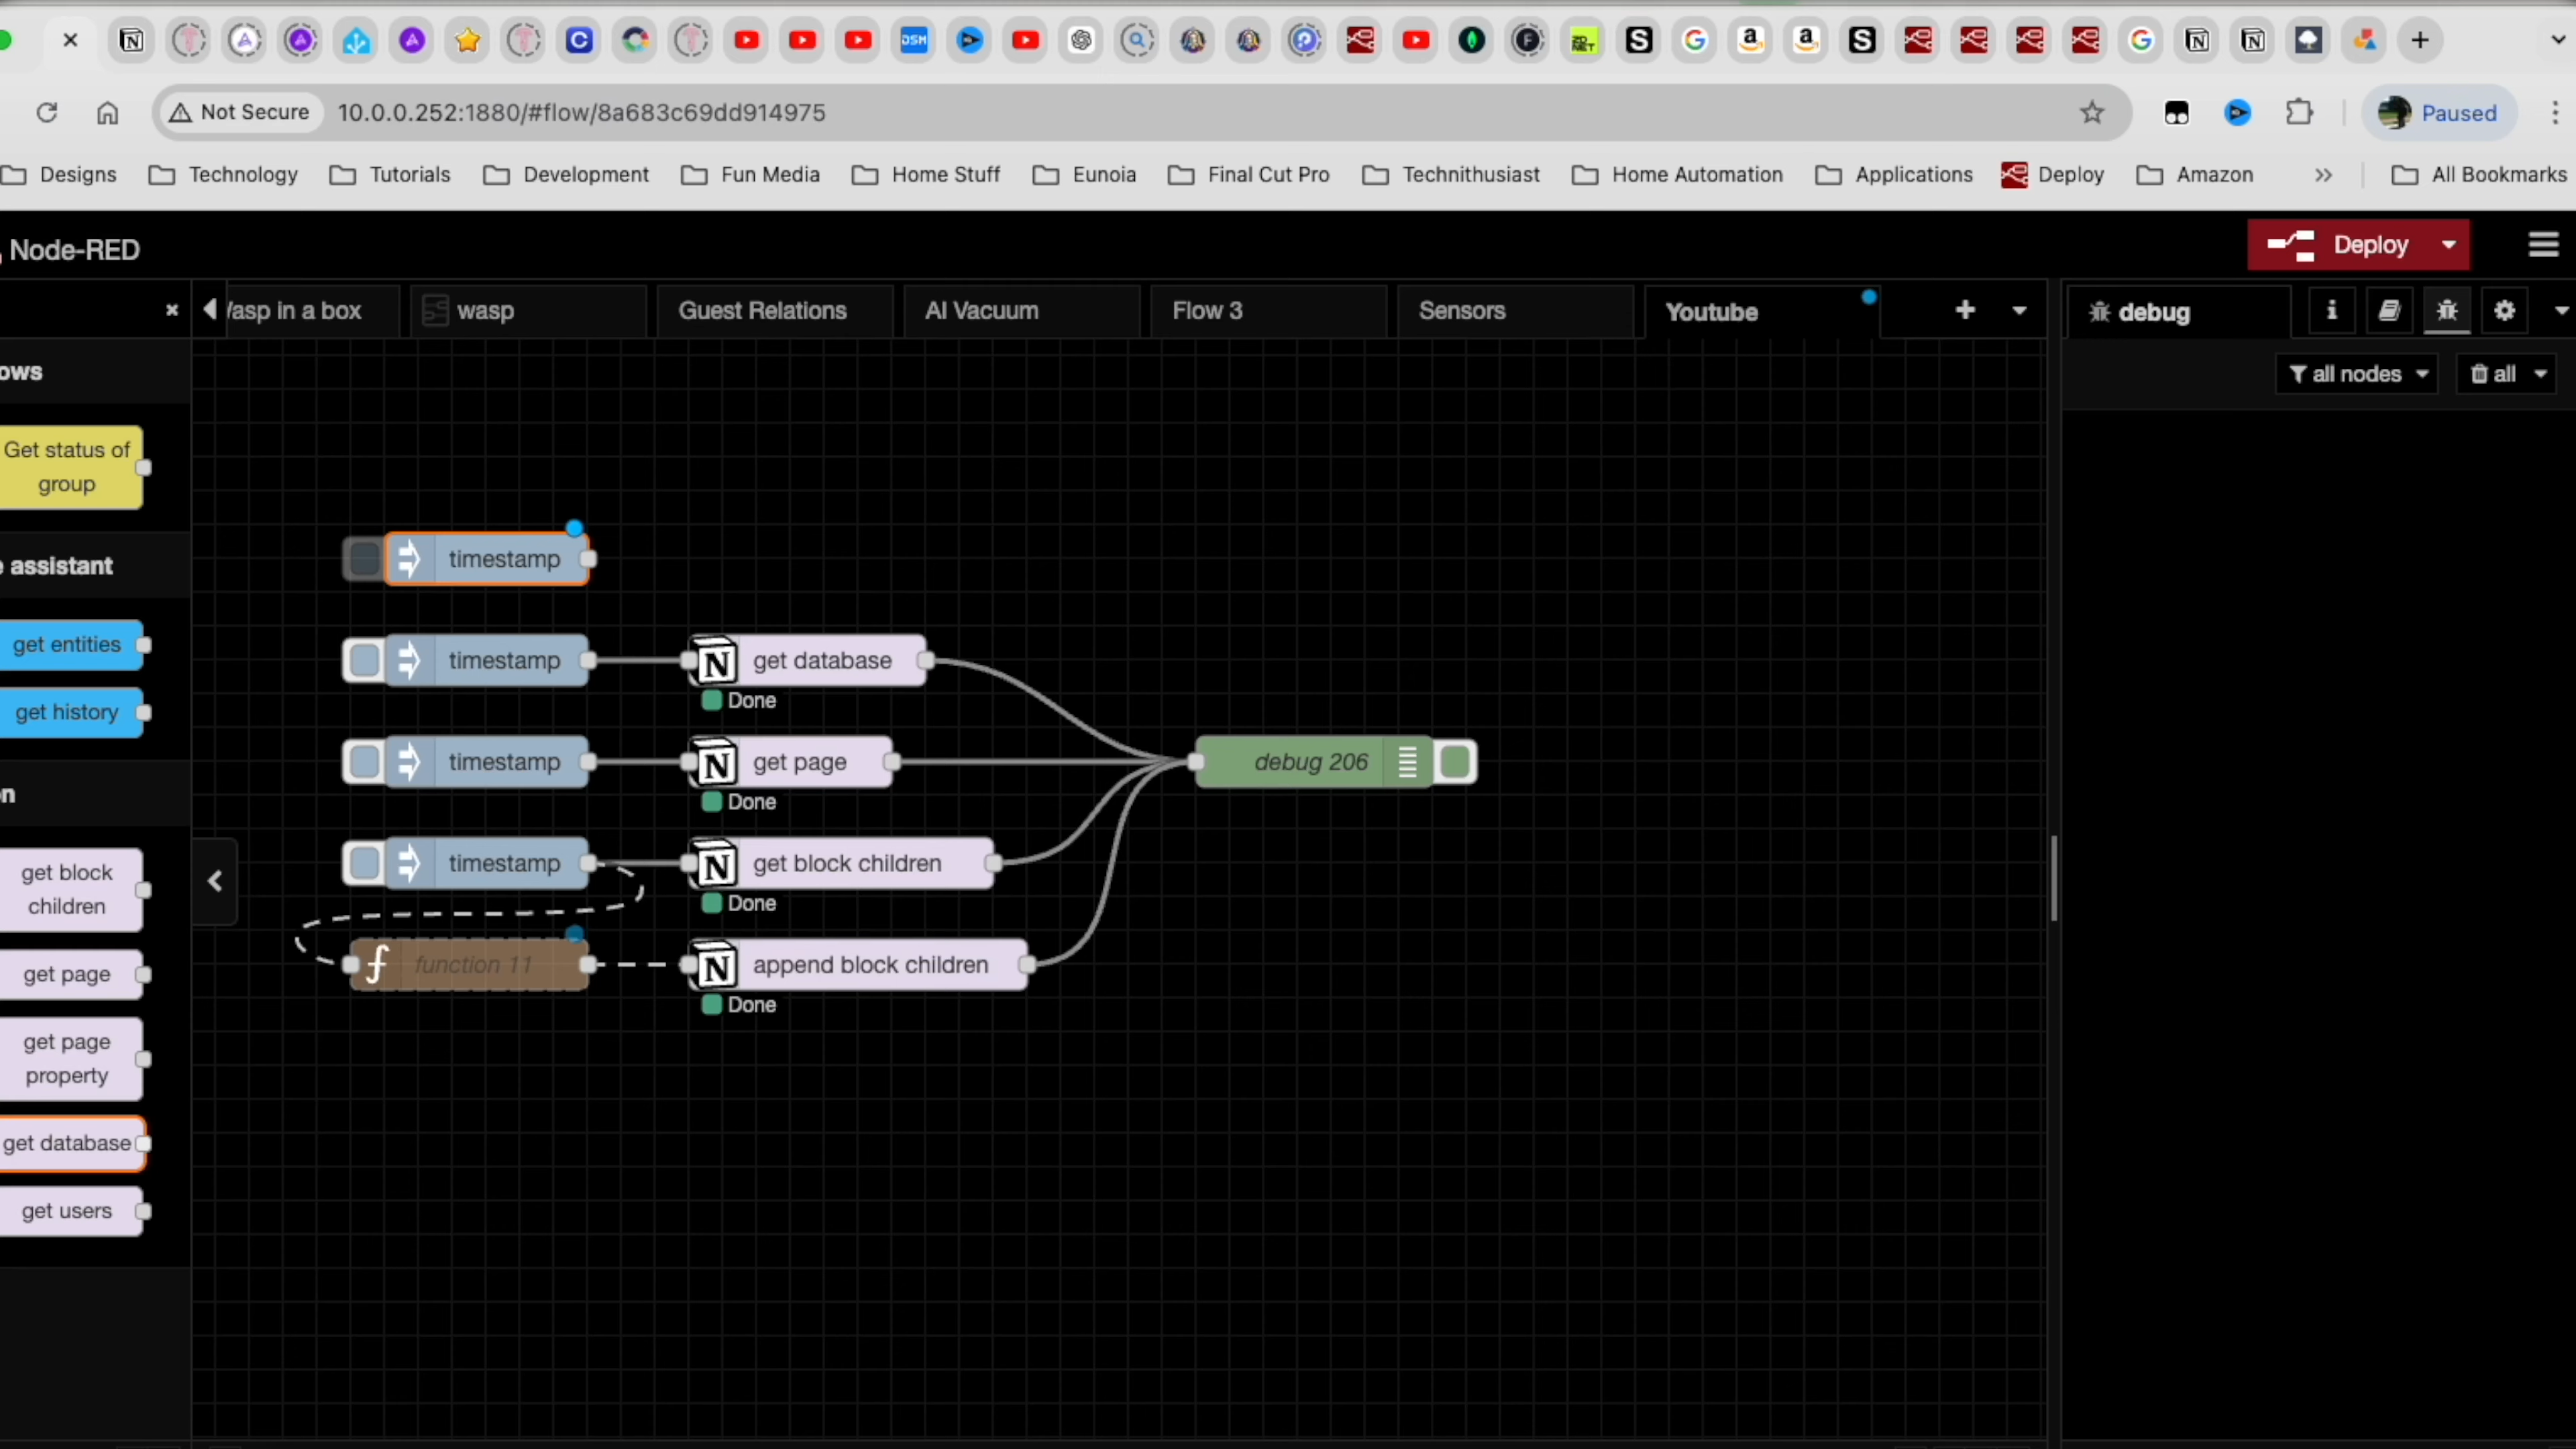 Not Secure 10.0.0.252:1880/#flow/8a683c69dd914975 Paused
Designs Technology Tutorials Development Fun Media Home Stuff Eunoia Final Cut Pro Technithusiast Home Automation Applications Deploy Amazon » All Bookmarks
Node-RED Deploy
asp in a box wasp Guest Relations AI Vacuum Flow 3 Sensors Youtube debug
ows all nodes all
Get status of
group
timestamp
assistant
get entities timestamp get database
Done
get history
timestamp get page debug 206
Done
n
get block
children
timestamp get block children
Done
get page
function 11 append block children
Done
get page
property
get database
get users